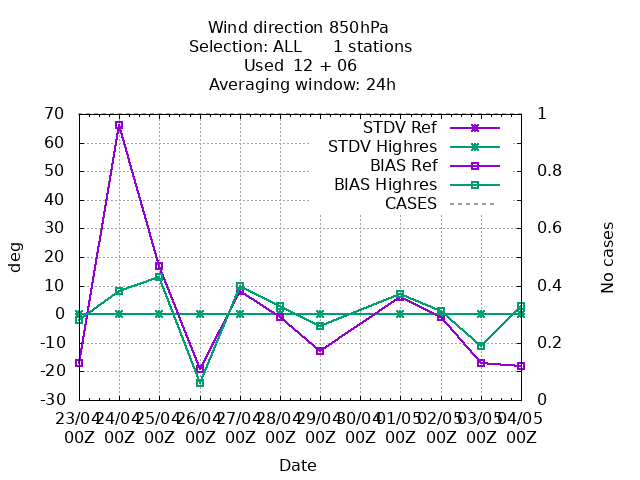 Wind direction 850hPa
Selection: ALL 1 stations
Used 12 + 06
Averaging window: 24h
70 1
STDV Ref
60
STDV Highres
BIAS Ref
50 0.8
BIAS Highres
40
CASES
30 0.6
20
10 0.4
0
-10 0.2
-20
-30 0
deg
No cases
23/04 24/04 25/04 26/04 27/04 28/04 29/04 30/04 01/05 02/05 03/05 04/05
00Z 00Z 00Z 00Z 00Z 00Z 00Z 00Z 00Z 00Z 00Z 00Z
Date